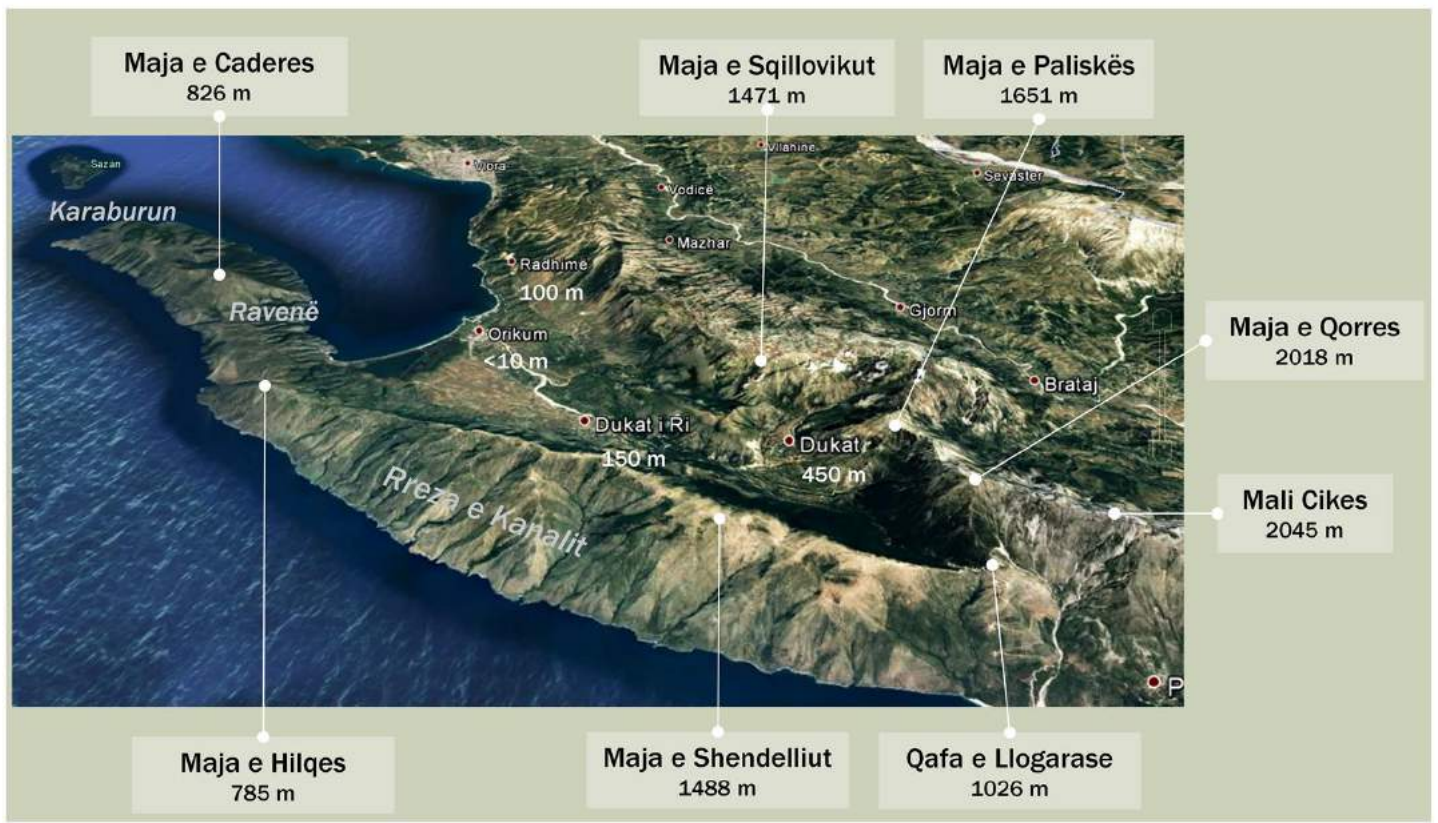 Maja e Caderes
826 m
Maja e Sqillovikut
1471 m
Maja e Paliskës
1651 m
Sazan
Vlora
Vllahinë
Karaburun
Vodicë
Sevaster
Mazhar
Radhimë
100 m
Ravenë
Gjorm
Orikum
<10 m
Maja e Qorres
2018 m
Brataj
Dukat i Ri
150 m
Dukat
450 m
Rreza e Kanalit
Mali Cikes
2045 m
P
Maja e Hilqes
785 m
Maja e Shendelliut
1488 m
Qafa e Llogarase
1026 m